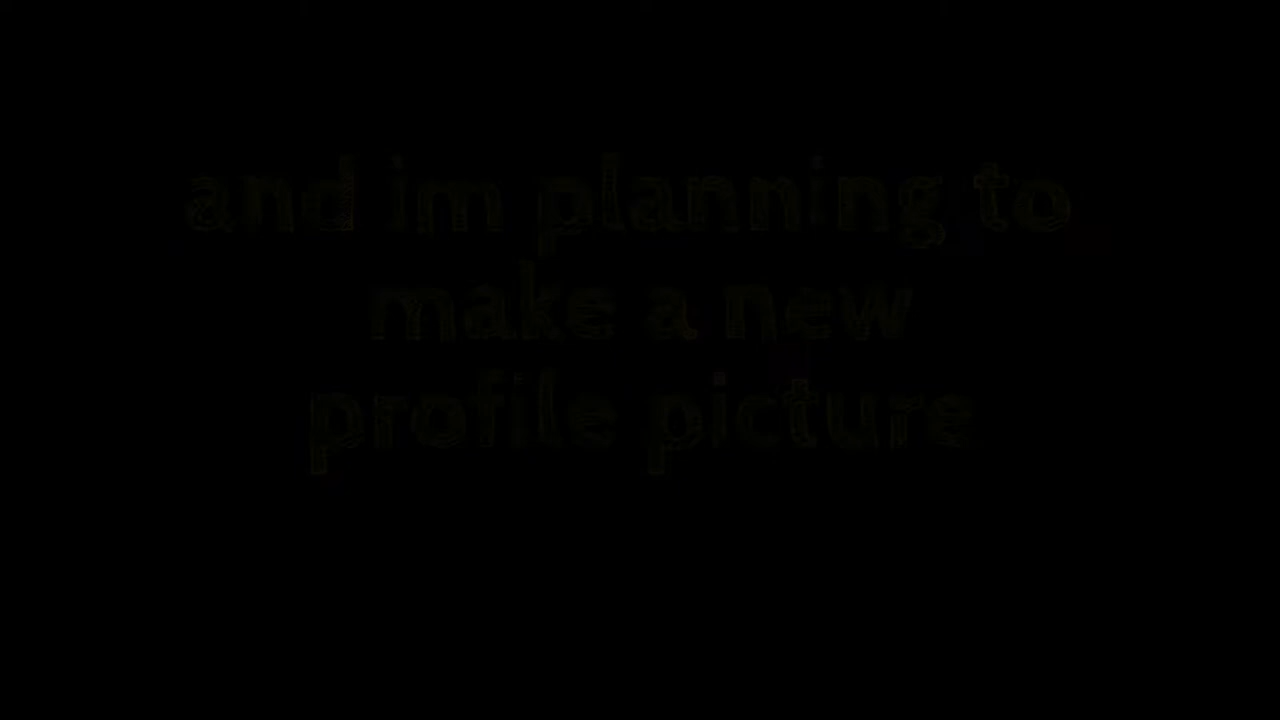 and im planning to
make a new
profile picture